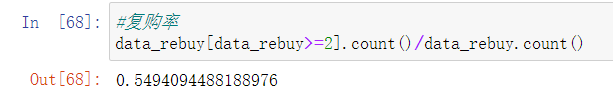 In [68]: #复购率
data_rebuy[data_rebuy>=2].count()/data_rebuy.count()
Out[68]: 0.5494094488188976